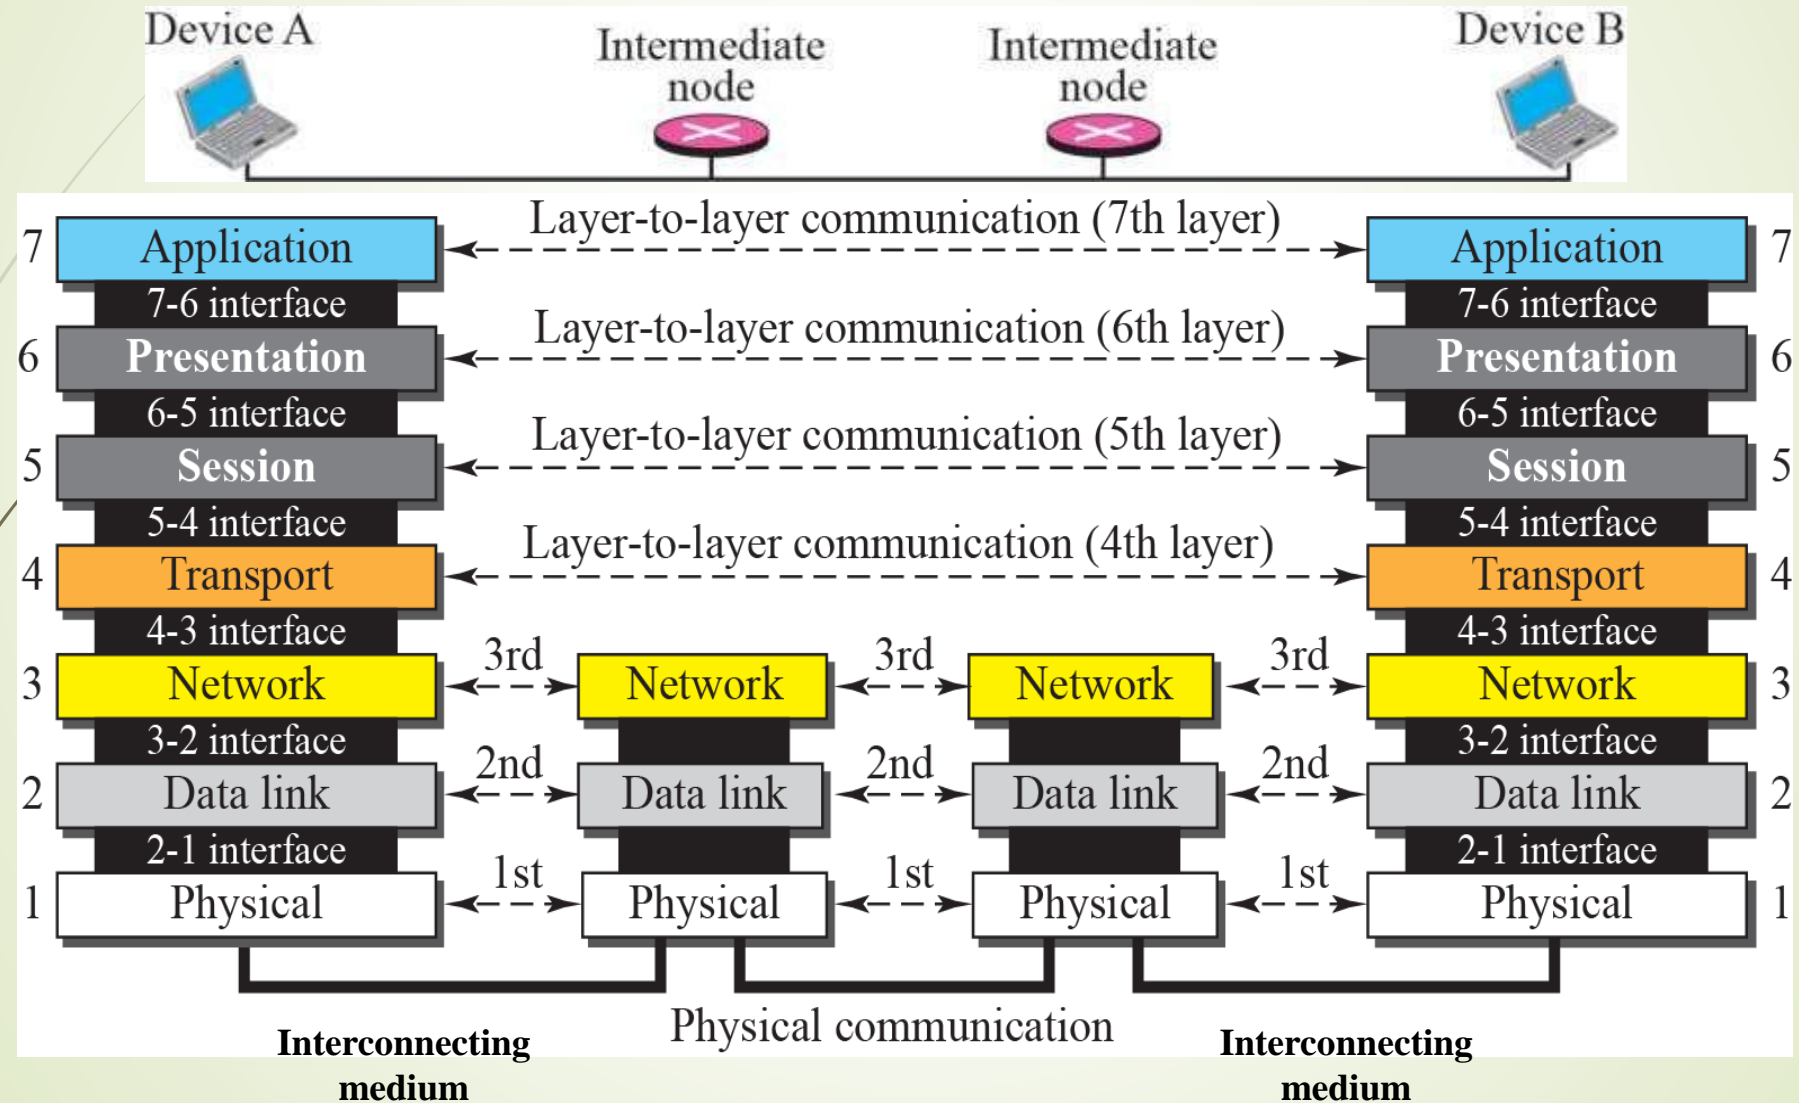 Device A
Intermediate
node
Intermediate
node
Device B
Layer-to-layer communication (7th layer)
7 Application
Application 7
7-6 interface
7-6 interface
Layer-to-layer communication (6th layer)
6 Presentation
Presentation 6
6-5 interface
6-5 interface
Layer-to-layer communication (5th layer)
5 Session
Session 5
5-4 interface
5-4 interface
Layer-to-layer communication (4th layer)
4 Transport
Transport 4
4-3 interface
4-3 interface
3rd
3rd
3rd
3 Network
Network
Network
Network 3
3-2 interface
3-2 interface
2nd
2nd
2nd
2 Data link
Data link
Data link
Data link 2
2-1 interface
2-1 interface
1st
1st
1st
1 Physical
Physical
Physical
Physical 1
Physical communication
Interconnecting
medium
Interconnecting
medium